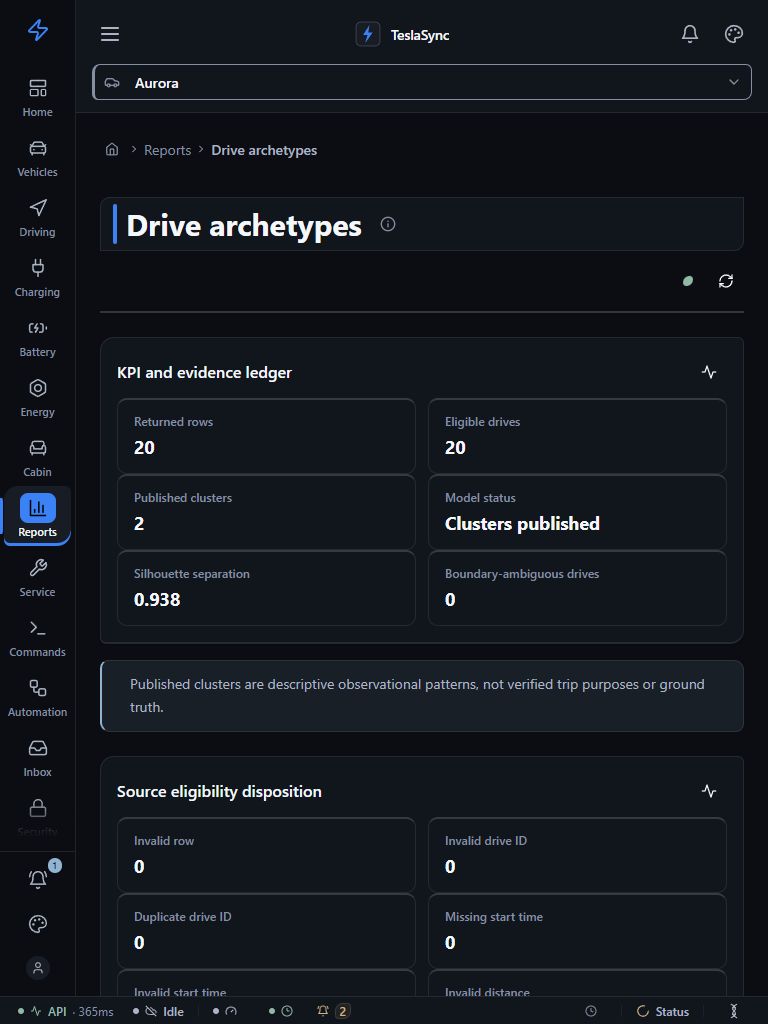 TeslaSync
Aurora
Home
Vehicles
Driving
Charging
Battery
Energy
Cabin
Reports
Service
Commands
Automation
Inbox
Security
1
Reports
Drive archetypes
Drive archetypes
KPI and evidence ledger
Returned rows
20
Eligible drives
20
Published clusters
2
Model status
Clusters published
Silhouette separation
0.938
Boundary-ambiguous drives
0
Published clusters are descriptive observational patterns, not verified trip purposes or ground
truth.
Source eligibility disposition
Invalid row
0
Invalid drive ID
0
Duplicate drive ID
0
Missing start time
0
Invalid start time
Invalid distance
API · 365ms
Idle
2
Status